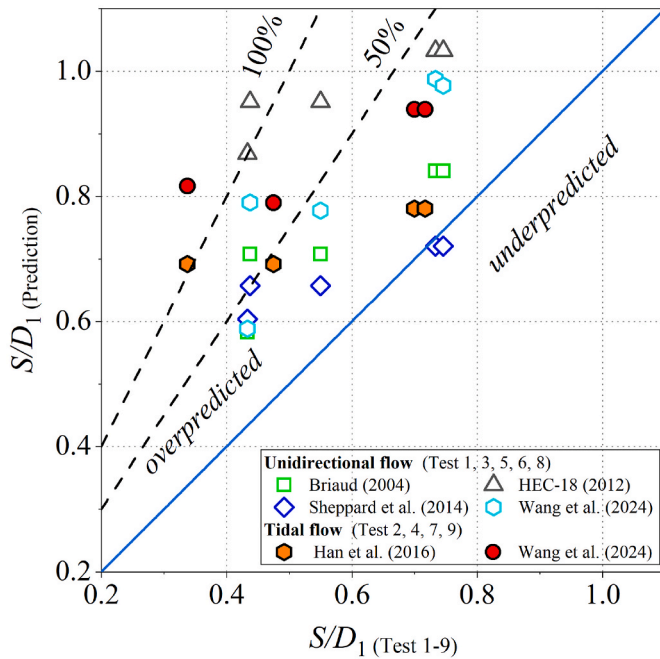 100%
50%
1.0
0.8
0.6
0.4
0.2
S/D1 (Prediction)
overpredicted
underpredicted
Unidirectional flow (Test 1, 3, 5, 6, 8)
Briaud (2004) HEC-18 (2012)
Sheppard et al. (2014) Wang et al. (2024)
Tidal flow (Test 2, 4, 7, 9)
Han et al. (2016) Wang et al. (2024)
0.2 0.4 0.6 0.8 1.0
S/D1 (Test 1-9)